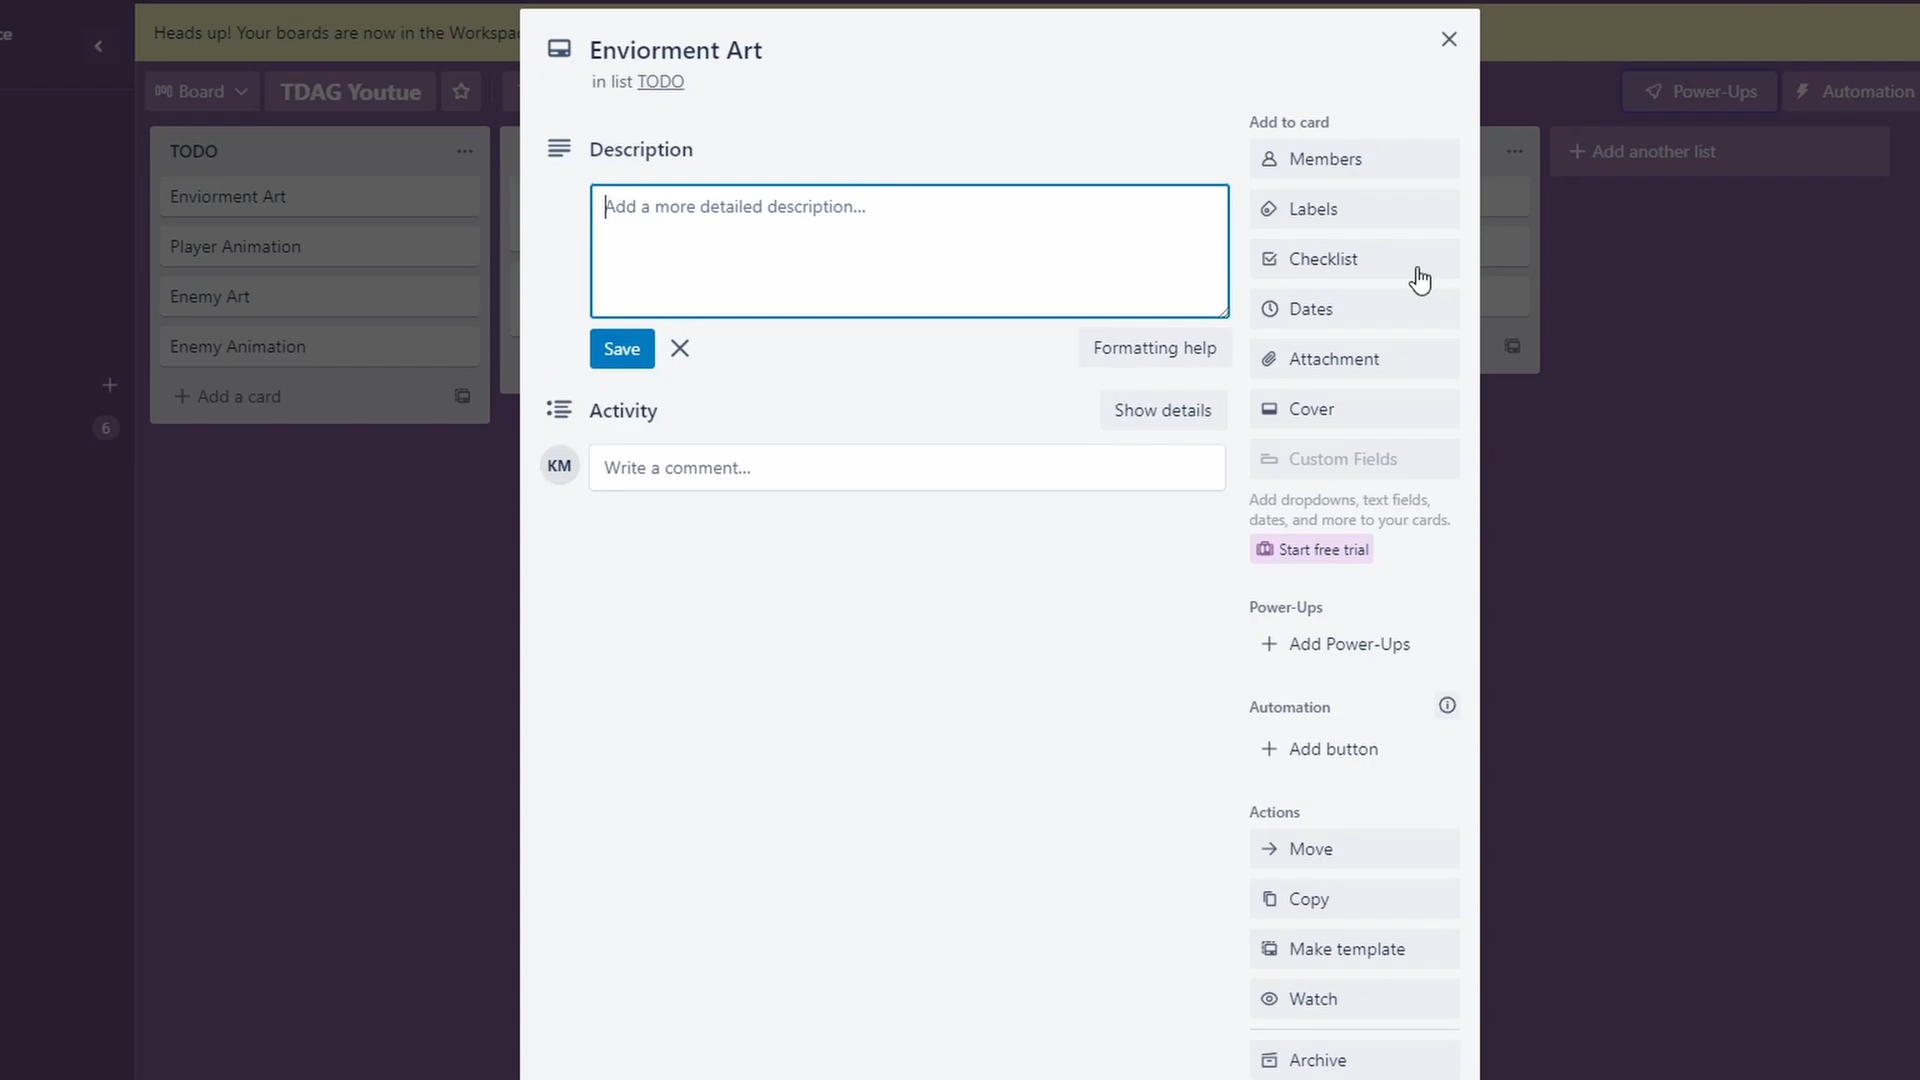 ce
Heads up! Your boards are now in the Workspac
Board
TDAG Youtue
Power-Ups
Automation
TODO
Enviorment Art
Player Animation
Enemy Art
Enemy Animation
Add a card
6
Add another list
Enviorment Art
in list TODO
Description
Add a more detailed description...
Save
Formatting help
Activity
Show details
KM
Write a comment...
Add to card
Members
Labels
Checklist
Dates
Attachment
Cover
Custom Fields
Add dropdowns, text fields,
dates, and more to your cards.
Start free trial
Power-Ups
Add Power-Ups
Automation
Add button
Actions
Move
Copy
Make template
Watch
Archive